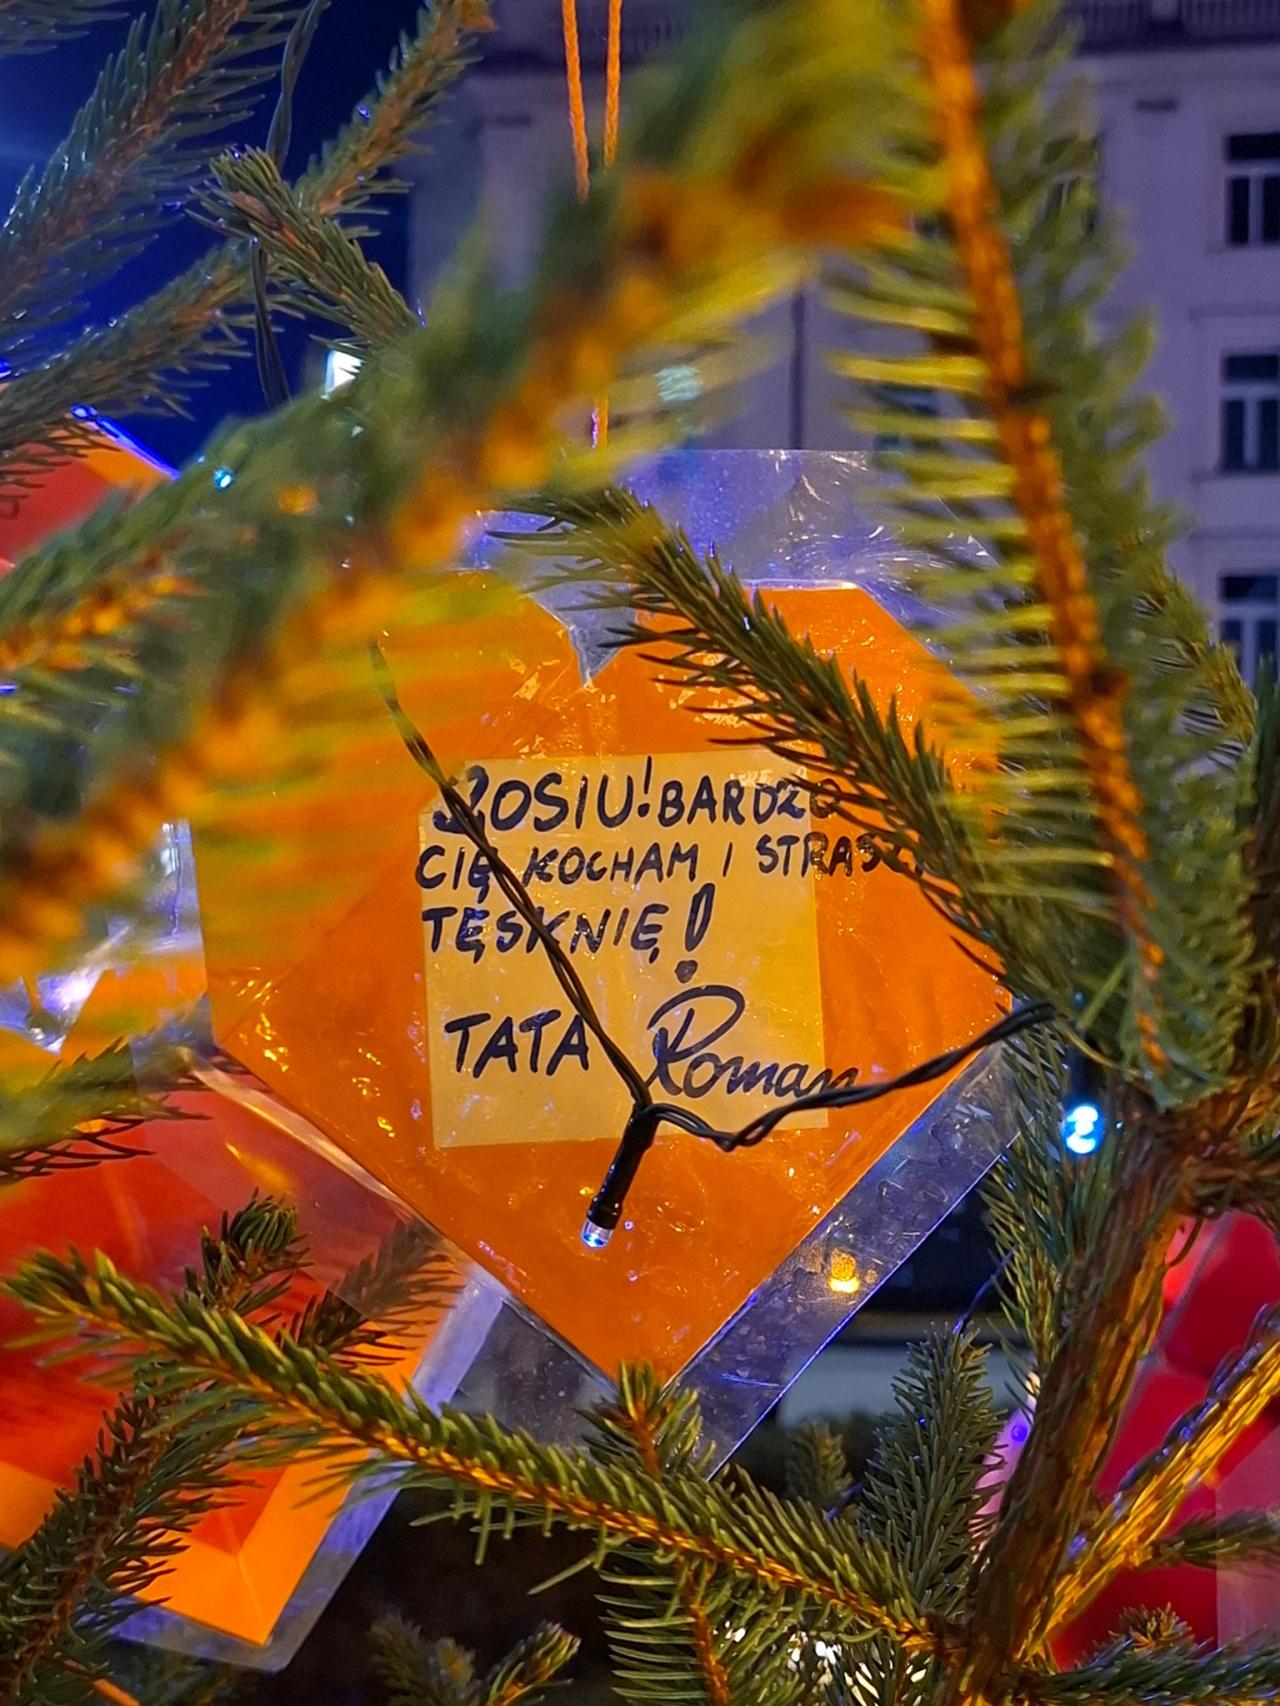 ZOSIU! BARDZO
CIĘ KOCHAM I
TĘSKNIĘ!
TATA Roman